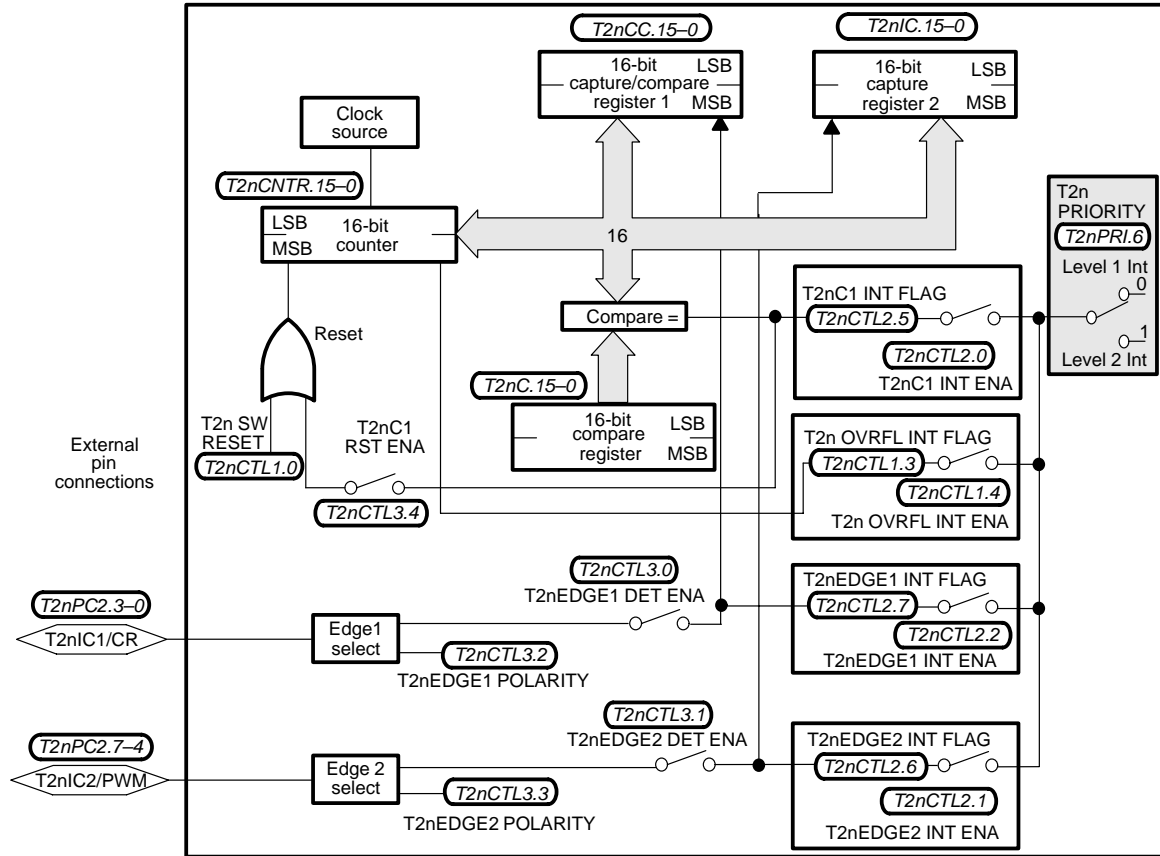 T2nCC.15–0
T2nIC.15–0
16-bit
capture/compare
register 1
LSB
MSB
16-bit
capture
register 2
LSB
MSB
Clock
source
T2nCNTR.15–0
LSB
MSB
16-bit
counter
16
T2n
PRIORITY
T2nPRI.6
Level 1 Int
0
1
Level 2 Int
Reset
Compare =
T2nC1 INT FLAG
T2nCTL2.5
T2nCTL2.0
T2nC1 INT ENA
T2nC.15–0
16-bit
compare
register
LSB
MSB
External
pin
connections
T2n SW
RESET
T2nCTL1.0
T2nC1
RST ENA
T2nCTL3.4
T2n OVRFL INT FLAG
T2nCTL1.3
T2nCTL1.4
T2n OVRFL INT ENA
T2nPC2.3–0
T2nIC1/CR
Edge1
select
T2nCTL3.0
T2nEDGE1 DET ENA
T2nCTL3.2
T2nEDGE1 POLARITY
T2nEDGE1 INT FLAG
T2nCTL2.7
T2nCTL2.2
T2nEDGE1 INT ENA
T2nPC2.7–4
T2nIC2/PWM
Edge 2
select
T2nCTL3.1
T2nEDGE2 DET ENA
T2nCTL3.3
T2nEDGE2 POLARITY
T2nEDGE2 INT FLAG
T2nCTL2.6
T2nCTL2.1
T2nEDGE2 INT ENA